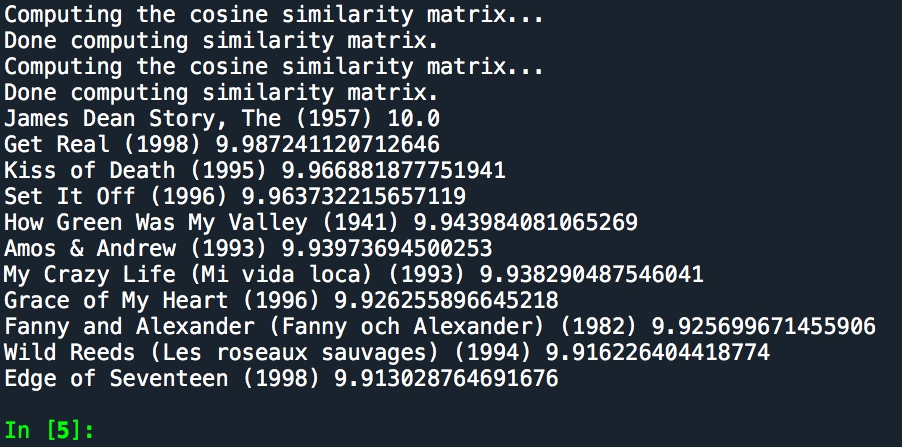 Computing the cosine similarity matrix...
Done computing similarity matrix.
Computing the cosine similarity matrix...
Done computing similarity matrix.
James Dean Story, The (1957) 10.0
Get Real (1998) 9.987241120712646
Kiss of Death (1995) 9.966881877751941
Set It Off (1996) 9.963732215657119
How Green Was My Valley (1941) 9.943984081065269
Amos & Andrew (1993) 9.93973694500253
My Crazy Life (Mi vida loca) (1993) 9.938290487546041
Grace of My Heart (1996) 9.926255896645218
Fanny and Alexander (Fanny och Alexander) (1982) 9.925699671455906
Wild Reeds (Les roseaux sauvages) (1994) 9.916226404418774
Edge of Seventeen (1998) 9.913028764691676
In [5]: